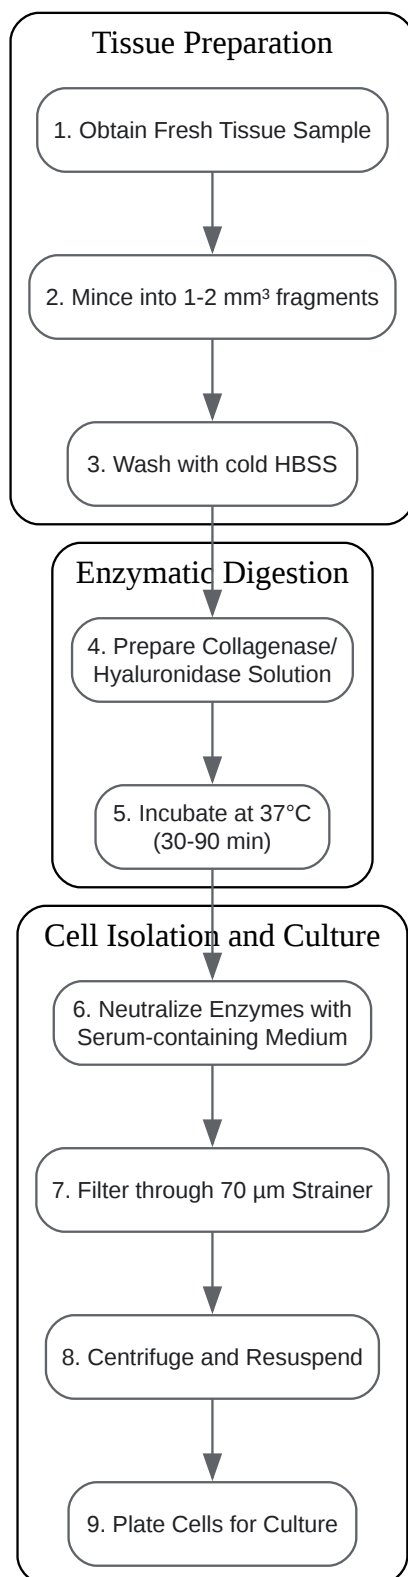 Tissue Preparation
1. Obtain Fresh Tissue Sample
2. Mince into 1-2 mm³ fragments
3. Wash with cold HBSS
Enzymatic Digestion
4. Prepare Collagenase/
Hyaluronidase Solution
5. Incubate at 37°C
(30-90 min)
Cell Isolation and Culture
6. Neutralize Enzymes with
Serum-containing Medium
7. Filter through 70 µm Strainer
8. Centrifuge and Resuspend
9. Plate Cells for Culture